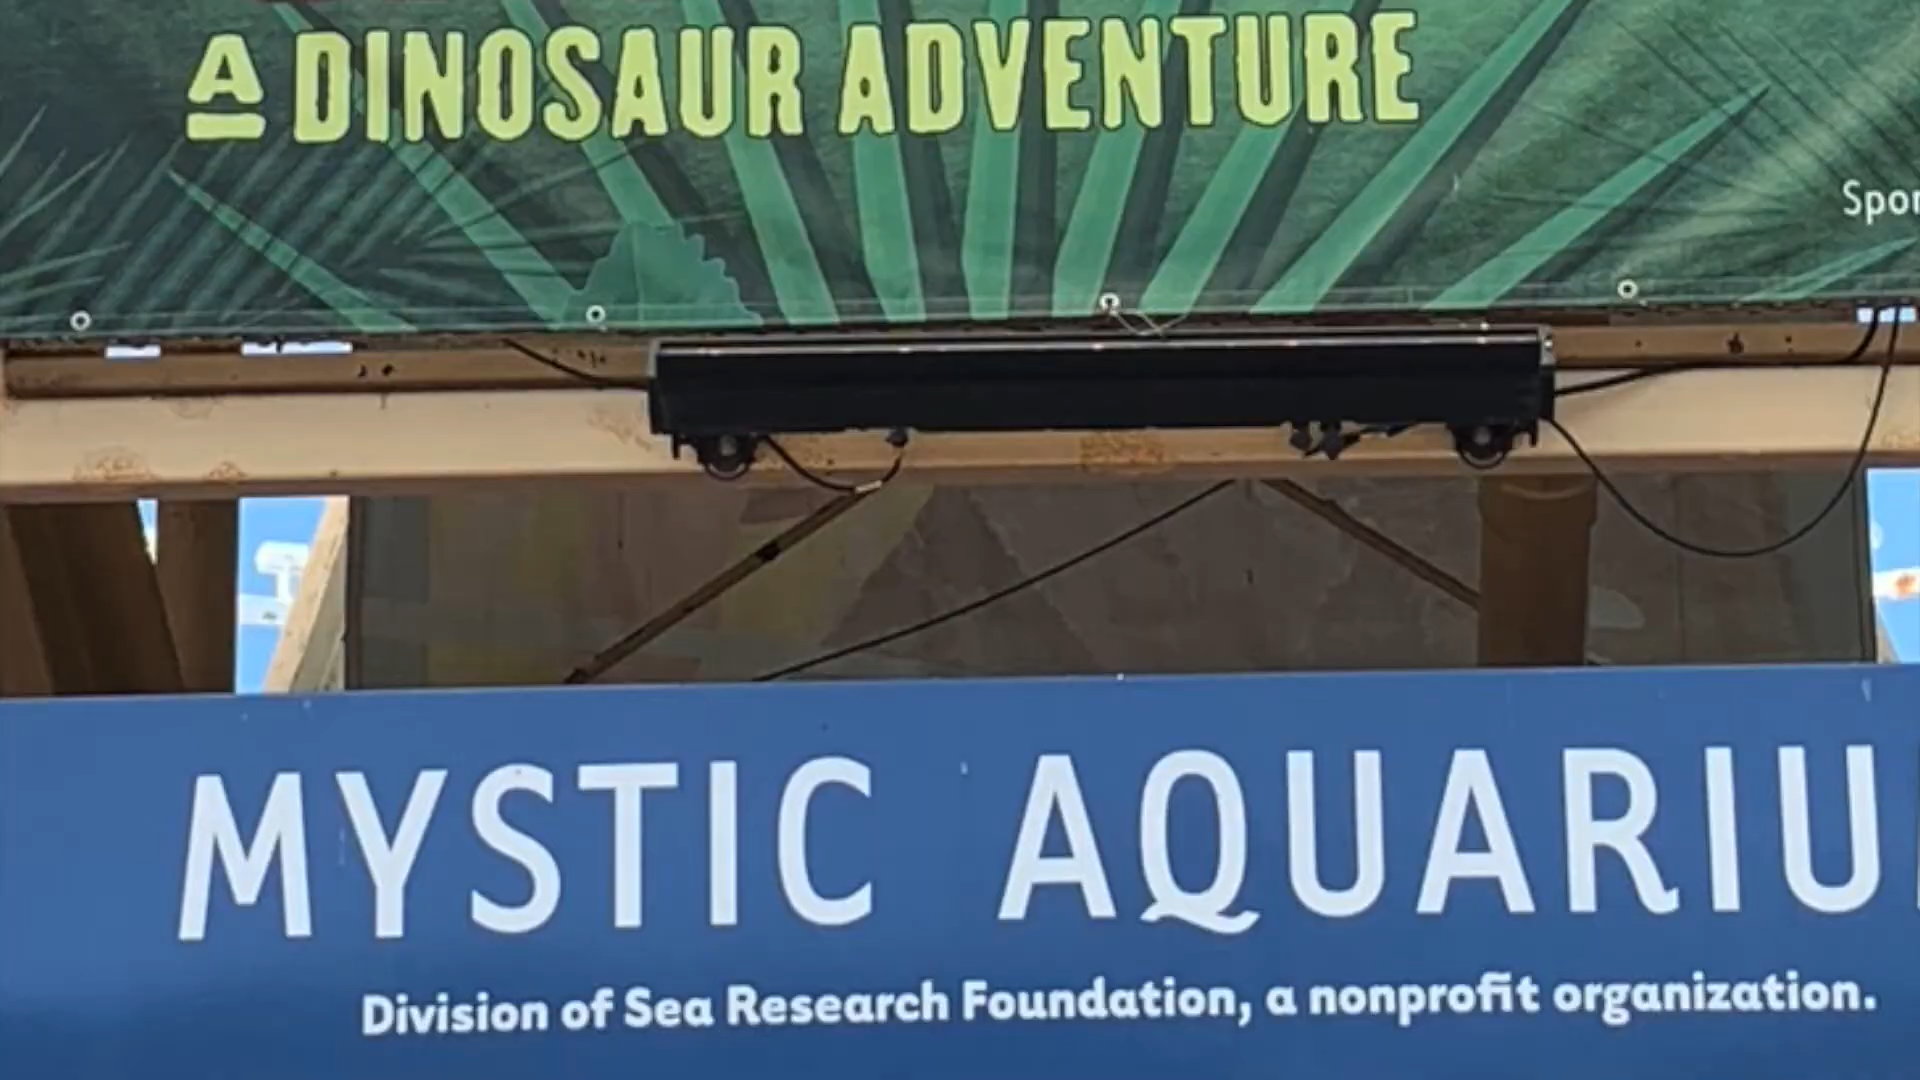 A DINOSAUR ADVENTURE
Spon
MYSTIC AQUARIU
Division of Sea Research Foundation, a nonprofit organization.